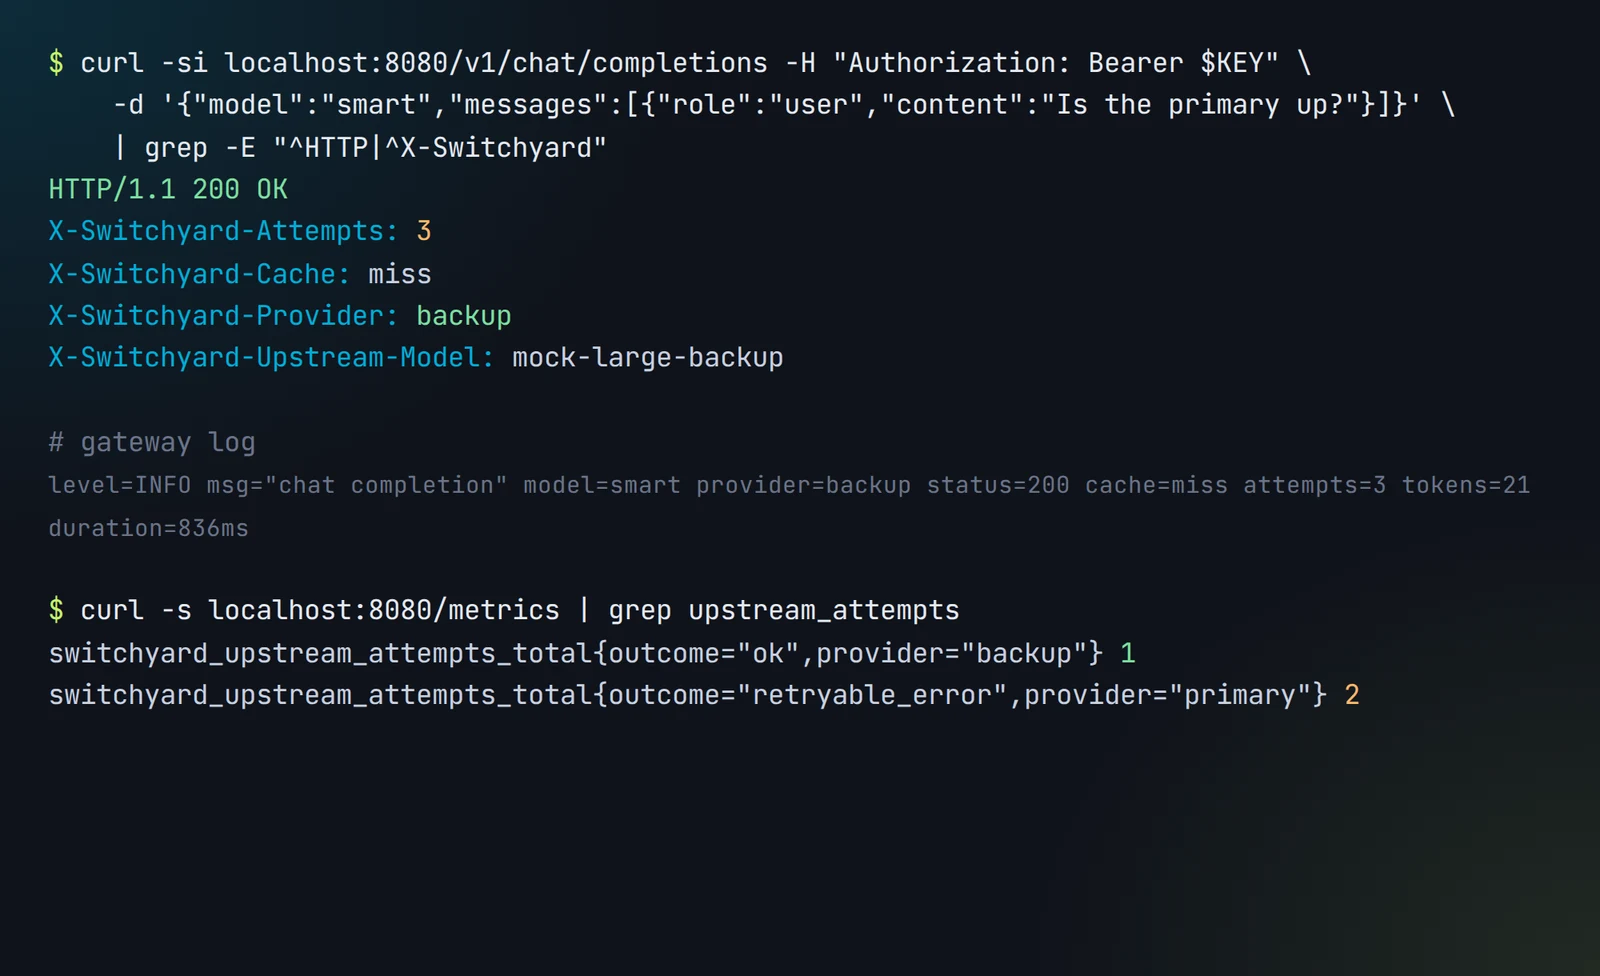 $ curl -si localhost:8080/v1/chat/completions -H "Authorization: Bearer $KEY" \
-d '{"model":"smart","messages":[{"role":"user","content":"Is the primary up?"}]}' \
| grep -E "^HTTP|^X-Switchyard"
HTTP/1.1 200 OK
X-Switchyard-Attempts: 3
X-Switchyard-Cache: miss
X-Switchyard-Provider: backup
X-Switchyard-Upstream-Model: mock-large-backup
# gateway log
level=INFO msg="chat completion" model=smart provider=backup status=200 cache=miss attempts=3 tokens=21
duration=836ms
$ curl -s localhost:8080/metrics | grep upstream_attempts
switchyard_upstream_attempts_total{outcome="ok",provider="backup"} 1
switchyard_upstream_attempts_total{outcome="retryable_error",provider="primary"} 2